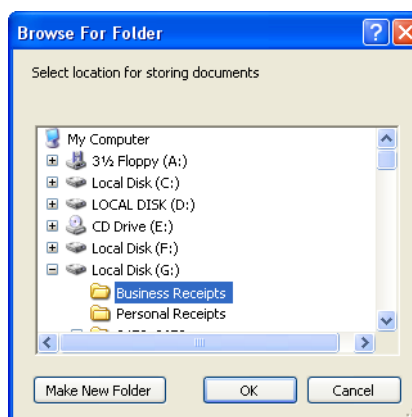 Browse For Folder
Select location for storing documents
My Computer
3½ Floppy (A:)
Local Disk (C:)
LOCAL DISK (D:)
CD Drive (E:)
Local Disk (F:)
Local Disk (G:)
Business Receipts
Personal Receipts
Make New Folder OK Cancel